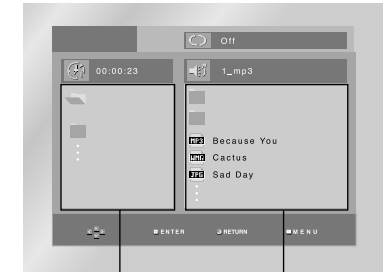 Off
00:00:23
1_mp3
MP3 Because You
WMA Cactus
JPG Sad Day
ENTER RETURN MENU